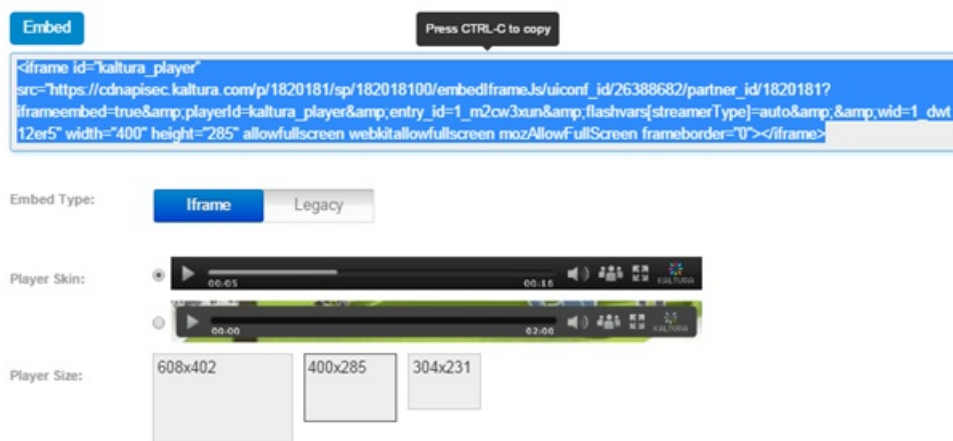 Embed
Press CTRL-C to copy
<iframe id="kaltura_player"
src="https://cdnapisec.kaltura.com/p/1820181/sp/182018100/embedIframeJs/uiconf_id/26388682/partner_id/1820181?
iframeembed=true&amp;playerId=kaltura_player&amp;entry_id=1_m2cw3xun&amp;flashvars[streamerType]=auto&amp;&amp;wid=1_dwt
12er5" width="400" height="285" allowfullscreen webkitallowfullscreen mozAllowFullScreen frameborder="0"></iframe>
Embed Type:
Iframe
Legacy
Player Skin:
00:05
00:16
KALTURA
00:00
02:00
KALTURA
Player Size:
608x402
400x285
304x231